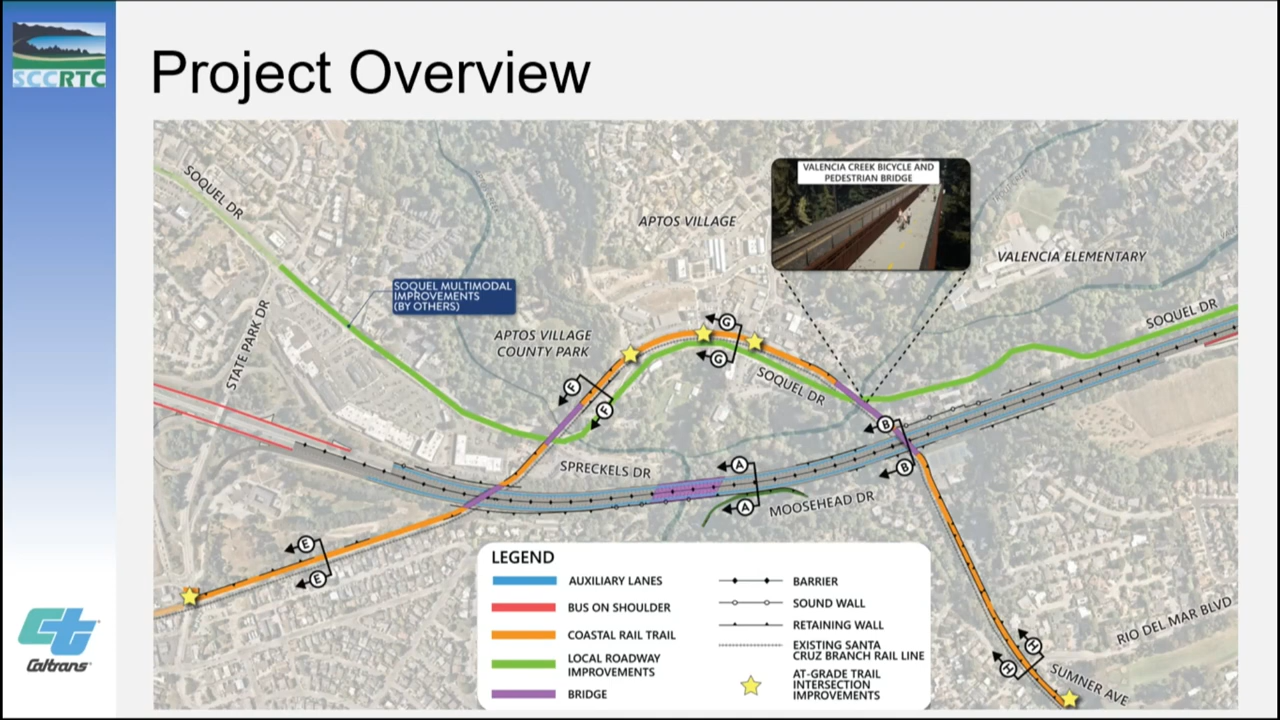 SCCRTC
Project Overview
SOQUEL DR
VALENCIA CREEK BICYCLE AND
PEDESTRIAN BRIDGE
APTOS VILLAGE
VALENCIA ELEMENTARY
SOQUEL MULTIMODAL
IMPROVEMENTS
(BY OTHERS)
STATE PARK DR
APTOS VILLAGE
COUNTY PARK
SOQUEL DR
G
G
F
F
SOQUEL DR
B
B
SPRECKELS DR
A
A
MOOSEHEAD DR
E
E
LEGEND
AUXILIARY LANES
BUS ON SHOULDER
COASTAL RAIL TRAIL
LOCAL ROADWAY
IMPROVEMENTS
BRIDGE
BARRIER
SOUND WALL
RETAINING WALL
EXISTING SANTA
CRUZ BRANCH RAIL LINE
AT-GRADE TRAIL
INTERSECTION
IMPROVEMENTS
RIO DEL MAR BLVD
H
H
SUMNER AVE
ct
Caltrans